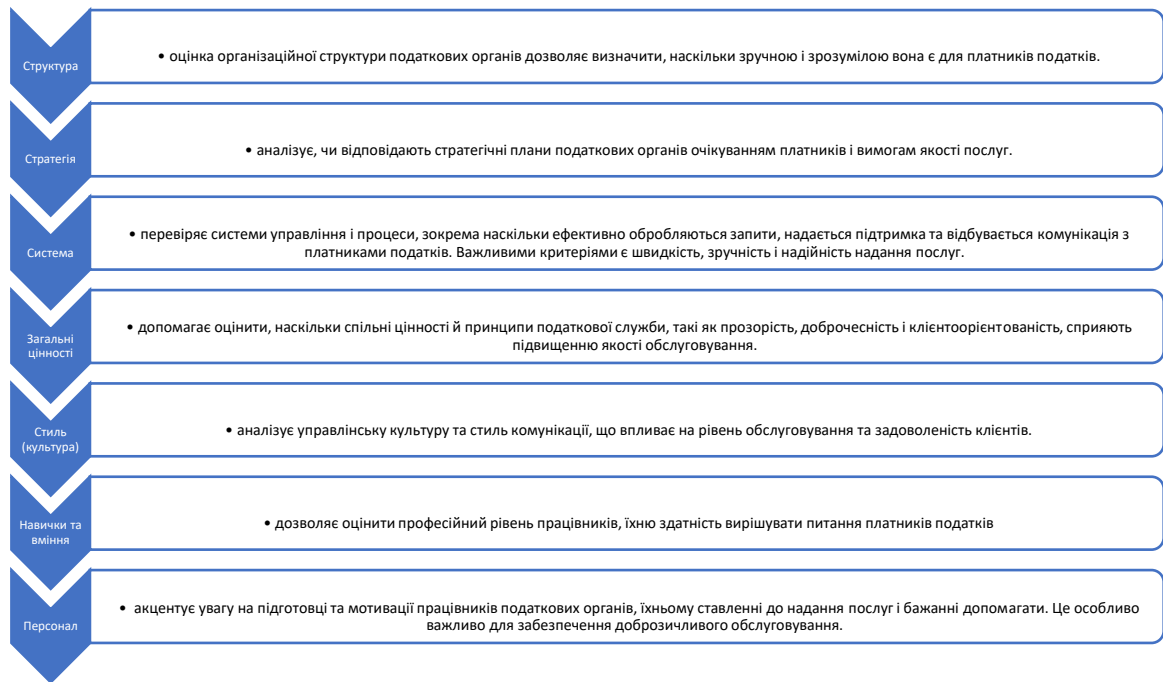 Структура
• оцінка організаційної структури податкових органів дозволяє визначити, наскільки зручною і зрозумілою вона є для платників податків.
Стратегія
• аналізує, чи відповідають стратегічні плани податкових органів очікуванням платників і вимогам якості послуг.
Система
• перевіряє системи управління і процеси, зокрема наскільки ефективно обробляються запити, надається підтримка та відбувається комунікація з
платниками податків. Важливими критеріями є швидкість, зручність і надійність надання послуг.
Загальні
цінності
• допомагає оцінити, наскільки спільні цінності й принципи податкової служби, такі як прозорість, доброчесність і клієнтоорієнтованість, сприяють
підвищенню якості обслуговування.
Стиль
(культура)
• аналізує управлінську культуру та стиль комунікації, що впливає на рівень обслуговування та задоволеність клієнтів.
Навички та
вміння
• дозволяє оцінити професійний рівень працівників, їхню здатність вирішувати питання платників податків
Персонал
• акцентує увагу на підготовці та мотивації працівників податкових органів, їхньому ставленні до надання послуг і бажанні допомагати. Це особливо
важливо для забезпечення доброзичливого обслуговування.